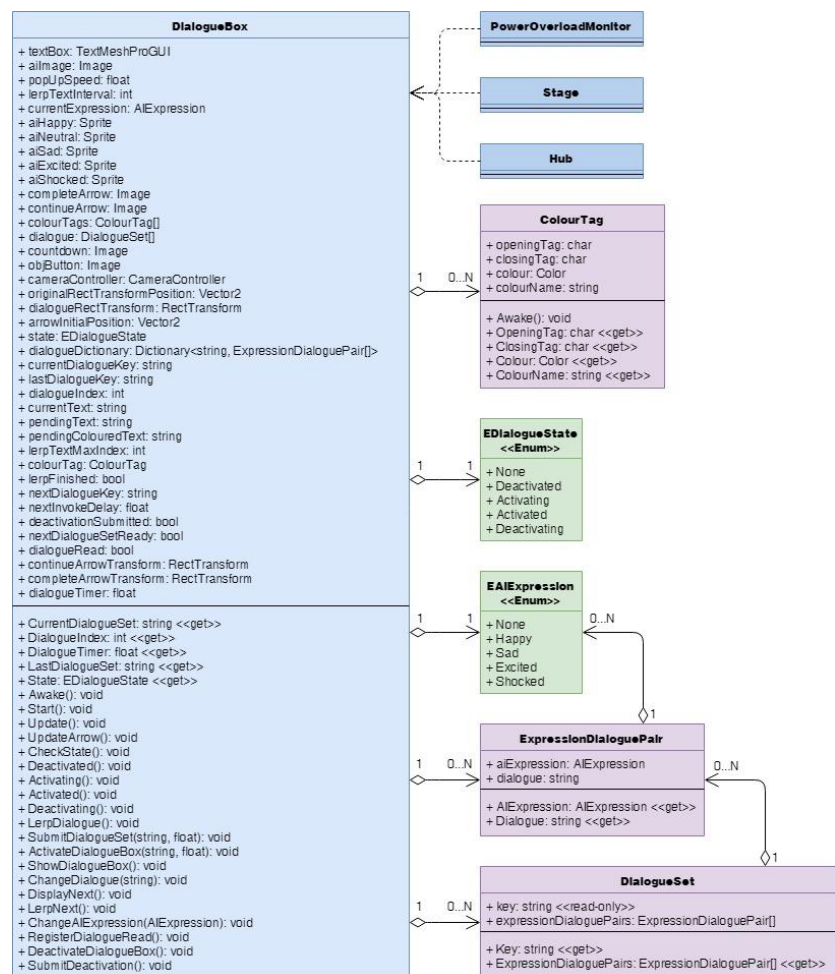 DialogueBox
+ textBox: TextMeshProGUI
+ aiImage: Image
+ popUpSpeed: float
+ lerpTextInterval: int
+ currentExpression: AIExpression
+ aiHappy: Sprite
+ aiNeutral: Sprite
+ aiSad: Sprite
+ aiExcited: Sprite
+ aiShocked: Sprite
+ completeArrow: Image
+ continueArrow: Image
+ colourTags: ColourTag[]
+ dialogue: DialogueSet[]
+ countdown: Image
+ objButton: Image
+ cameraController: CameraController
+ originalRectTransformPosition: Vector2
+ dialogueRectTransform: RectTransform
+ arrowInitialPosition: Vector2
+ state: EDialogueState
+ dialogueDictionary: Dictionary<string, ExpressionDialoguePair[]>
+ currentDialogueKey: string
+ lastDialogueKey: string
+ dialogueIndex: int
+ currentText: string
+ pendingText: string
+ pendingColouredText: string
+ lerpTextMaxIndex: int
+ colourTag: ColourTag
+ lerpFinished: bool
+ nextDialogueKey: string
+ nextInvokeDelay: float
+ deactivationSubmitted: bool
+ nextDialogueSetReady: bool
+ dialogueRead: bool
+ continueArrowTransform: RectTransform
+ completeArrowTransform: RectTransform
+ dialogueTimer: float
+ CurrentDialogueSet: string <<get>>
+ DialogueIndex: int <<get>>
+ DialogueTimer: float <<get>>
+ LastDialogueSet: string <<get>>
+ State: EDialogueState <<get>>
+ Awake(): void
+ Start(): void
+ Update(): void
+ UpdateArrow(): void
+ CheckState(): void
+ Deactivated(): void
+ Activating(): void
+ Activated(): void
+ Deactivating(): void
+ LerpDialogue(): void
+ SubmitDialogueSet(string, float): void
+ ActivateDialogueBox(string, float): void
+ ShowDialogueBox(): void
+ ChangeDialogue(string): void
+ DisplayNext(): void
+ LerpNext(): void
+ ChangeAIExpression(AIExpression): void
+ RegisterDialogueRead(): void
+ DeactivateDialogueBox(): void
+ SubmitDeactivation(): void
PowerOverloadMonitor
Stage
Hub
1 0...N
ColourTag
+ openingTag: char
+ closingTag: char
+ colour: Color
+ colourName: string
+ Awake(): void
+ OpeningTag: char <<get>>
+ ClosingTag: char <<get>>
+ Colour: Color <<get>>
+ ColourName: string <<get>>
1 1
EDialogueState
<<Enum>>
+ None
+ Deactivated
+ Activating
+ Activated
+ Deactivating
1 1
EAIExpression
<<Enum>>
+ None
+ Happy
+ Sad
+ Excited
+ Shocked
0...N
1
1 0...N
ExpressionDialoguePair
+ aiExpression: AIExpression
+ dialogue: string
+ AIExpression: AIExpression <<get>>
+ Dialogue: string <<get>>
0...N
1
1 0...N
DialogueSet
+ key: string <<read-only>>
+ expressionDialoguePairs: ExpressionDialoguePair[]
+ Key: string <<get>>
+ ExpressionDialoguePairs: ExpressionDialoguePair[] <<get>>